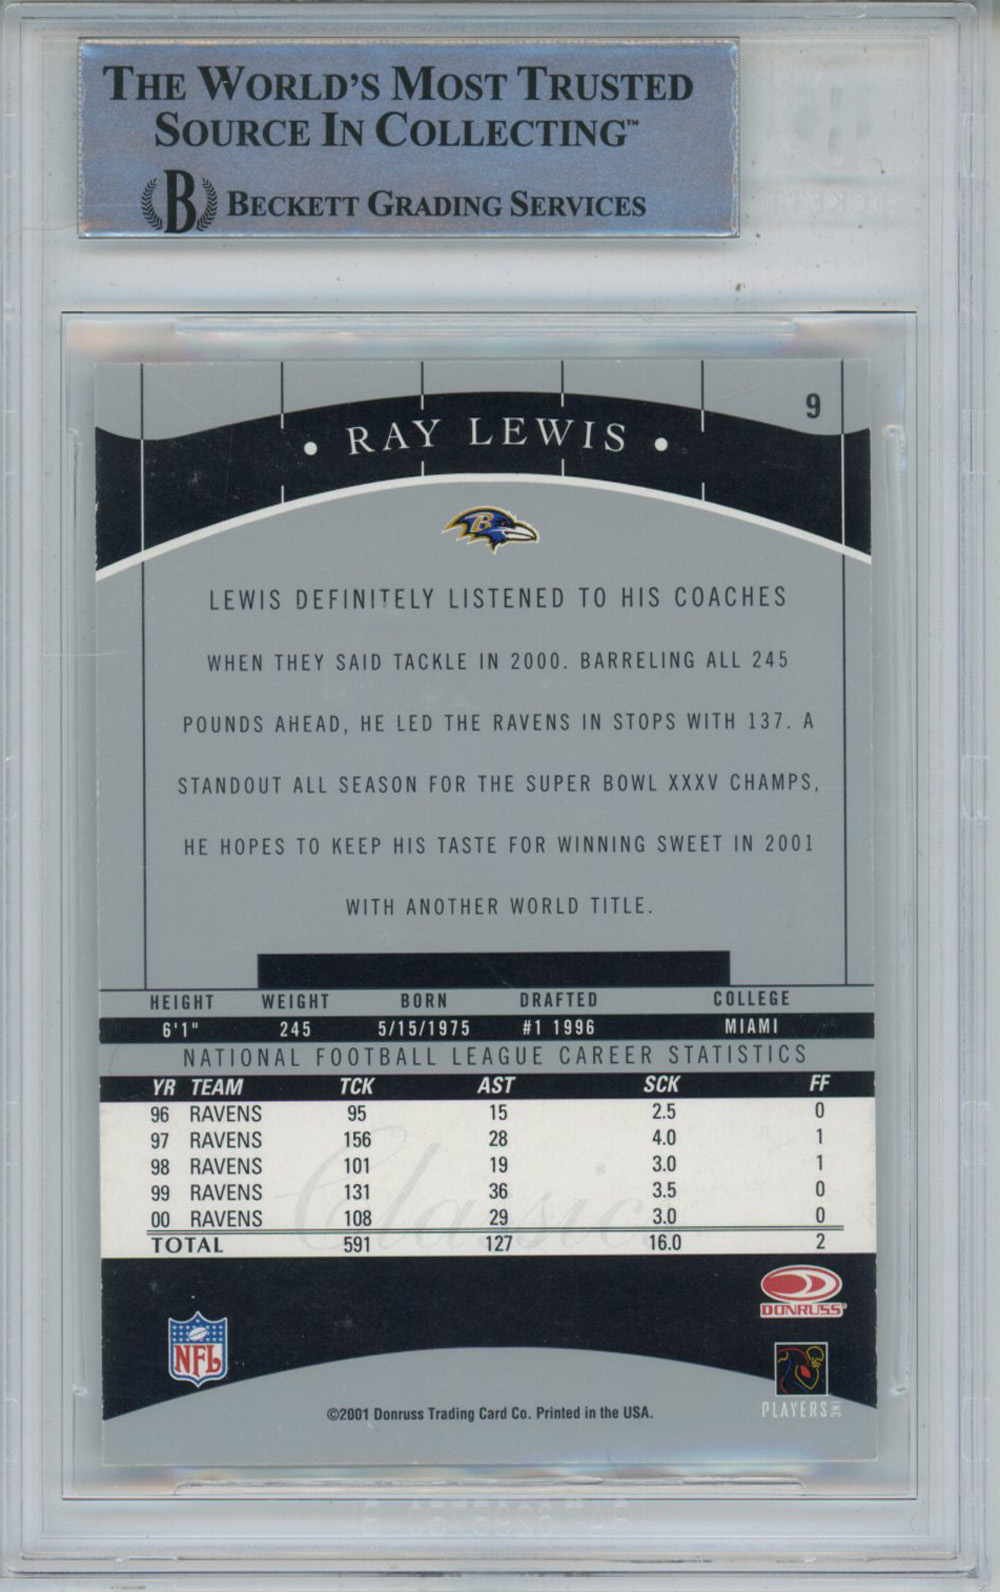 THE WORLD'S MOST TRUSTED
SOURCE IN COLLECTING™
B BECKETT GRADING SERVICES
9
• RAY LEWIS •
B
LEWIS DEFINITELY LISTENED TO HIS COACHES
WHEN THEY SAID TACKLE IN 2000. BARRELING ALL 245
POUNDS AHEAD, HE LED THE RAVENS IN STOPS WITH 137. A
STANDOUT ALL SEASON FOR THE SUPER BOWL XXXV CHAMPS,
HE HOPES TO KEEP HIS TASTE FOR WINNING SWEET IN 2001
WITH ANOTHER WORLD TITLE.
HEIGHT WEIGHT BORN DRAFTED COLLEGE
6'1" 245 5/15/1975 #1 1996 MIAMI
NATIONAL FOOTBALL LEAGUE CAREER STATISTICS
YR TEAM TCK AST SCK FF
96 RAVENS 95 15 2.5 0
97 RAVENS 156 28 4.0 1
98 RAVENS 101 19 3.0 1
99 RAVENS 131 36 3.5 0
00 RAVENS 108 29 3.0 0
TOTAL 591 127 16.0 2
Classics
DONRUSS
NFL
PLAYERS INC
©2001 Donruss Trading Card Co. Printed in the USA.